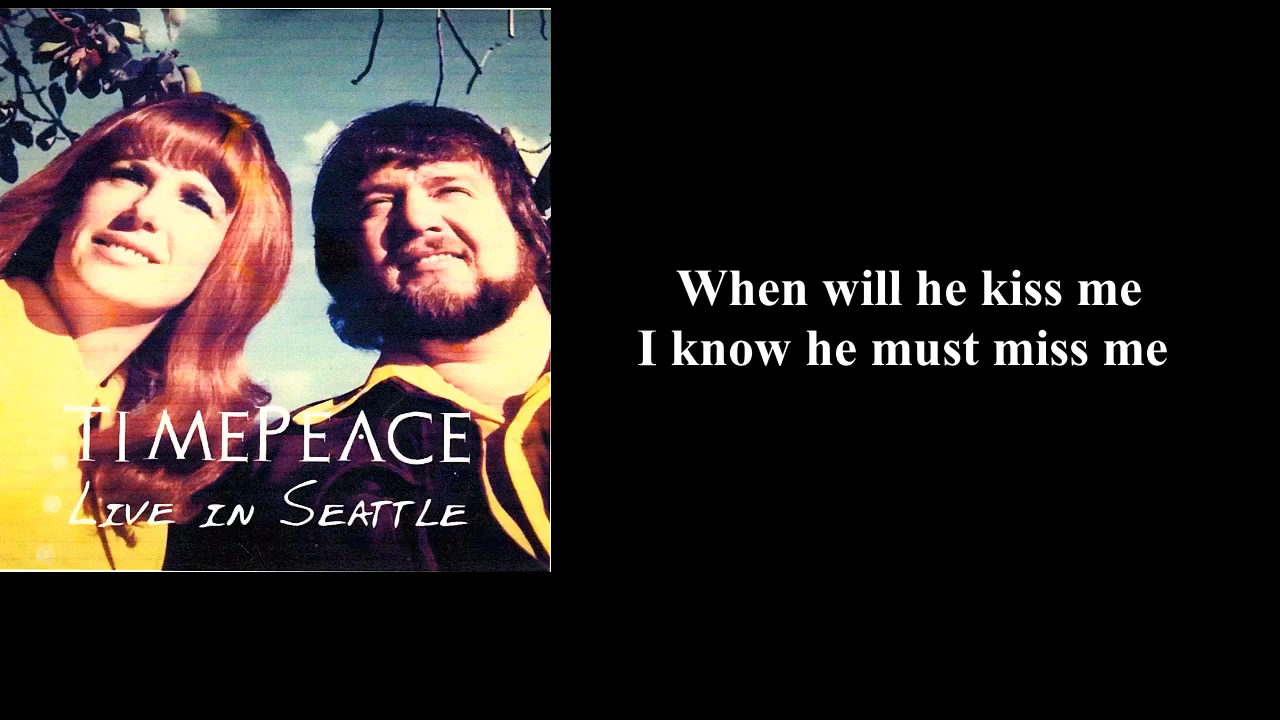 TIMEPEACE
LIVE IN SEATTLE
When will he kiss me
I know he must miss me